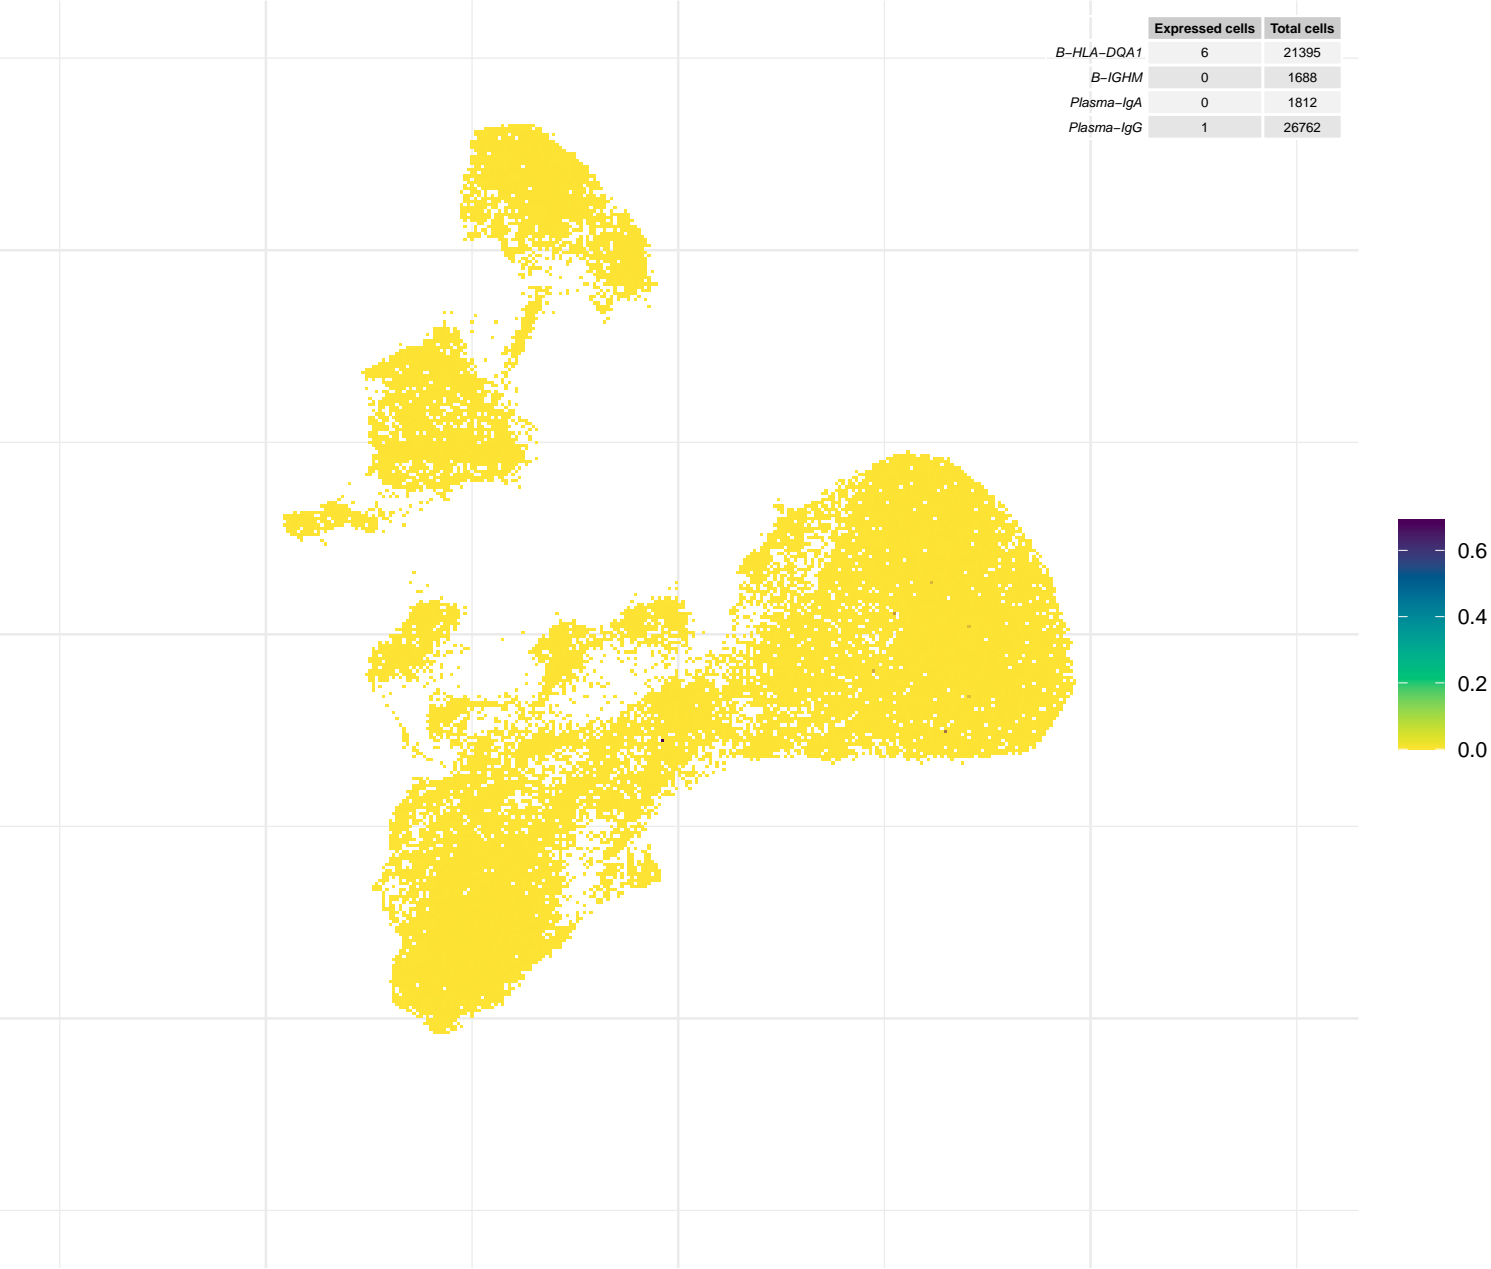 Expressed cells Total cells
B−HLA−DQA1 6 21395
B−IGHM 0 1688
Plasma−IgA 0 1812
Plasma−IgG 1 26762
0.6
0.4
0.2
0.0